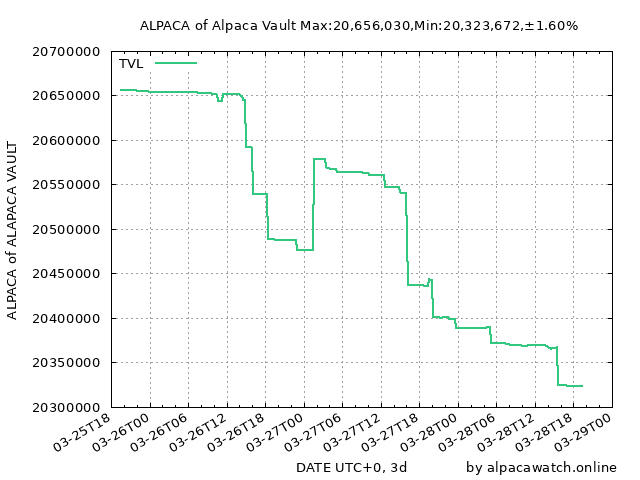 ALPACA of Alpaca Vault Max:20,656,030,Min:20,323,672,±1.60%
TVL
ALPACA of ALAPACA VAULT
20700000
20650000
20600000
20550000
20500000
20450000
20400000
20350000
20300000
03-25T18
03-26T00
03-26T06
03-26T12
03-26T18
03-27T00
03-27T06
03-27T12
03-27T18
03-28T00
03-28T06
03-28T12
03-28T18
03-29T00
DATE UTC+0, 3d
by alpacawatch.online